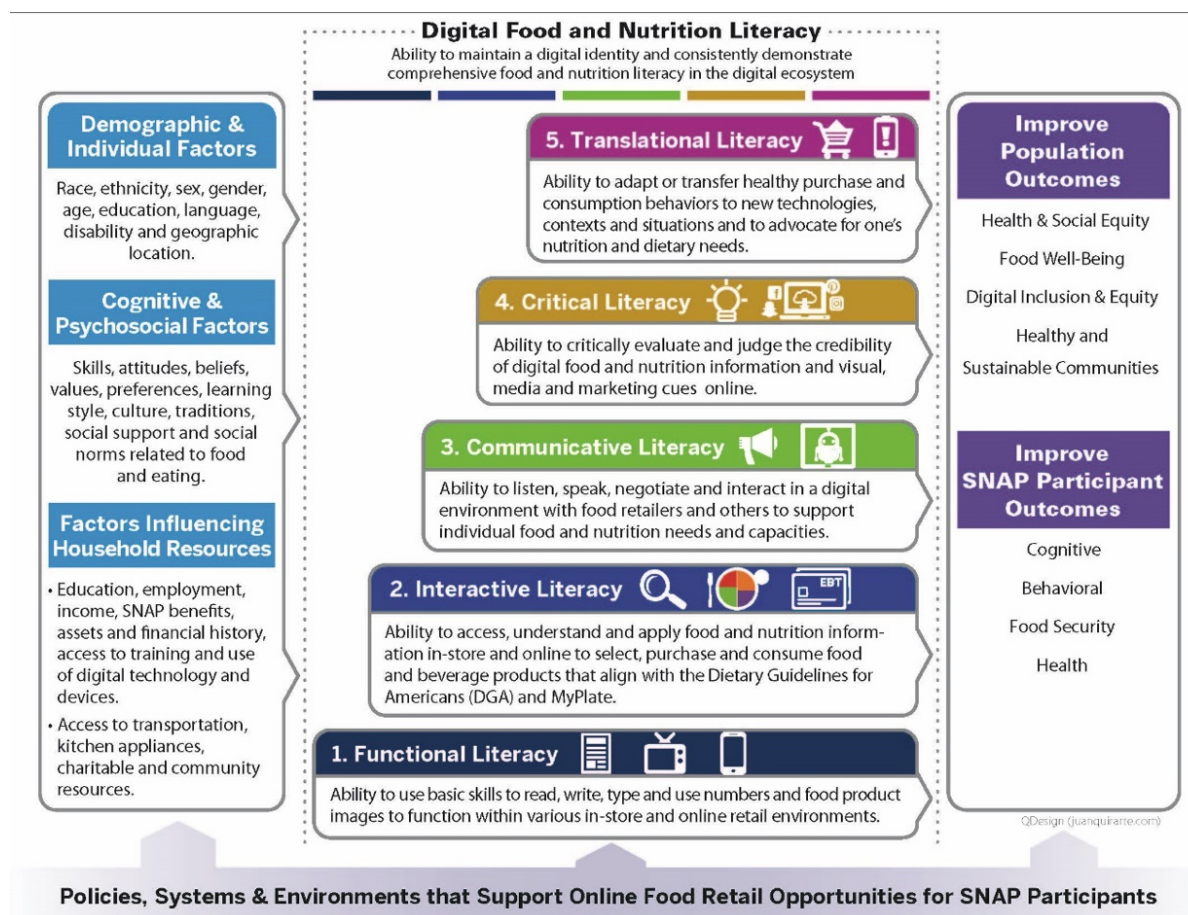 Digital Food and Nutrition Literacy
Ability to maintain a digital identity and consistently demonstrate
comprehensive food and nutrition literacy in the digital ecosystem
Demographic &
Individual Factors
Race, ethnicity, sex, gender,
age, education, language,
disability and geographic
location.
Cognitive &
Psychosocial Factors
Skills, attitudes, beliefs,
values, preferences, learning
style, culture, traditions,
social support and social
norms related to food
and eating.
Factors Influencing
Household Resources
• Education, employment,
income, SNAP benefits,
assets and financial history,
access to training and use
of digital technology and
devices.
• Access to transportation,
kitchen appliances,
charitable and community
resources.
5. Translational Literacy
Ability to adapt or transfer healthy purchase and
consumption behaviors to new technologies,
contexts and situations and to advocate for one's
nutrition and dietary needs.
4. Critical Literacy
Ability to critically evaluate and judge the credibility
of digital food and nutrition information and visual,
media and marketing cues online.
3. Communicative Literacy
Ability to listen, speak, negotiate and interact in a digital
environment with food retailers and others to support
individual food and nutrition needs and capacities.
2. Interactive Literacy
EBT
Ability to access, understand and apply food and nutrition inform-
ation in-store and online to select, purchase and consume food
and beverage products that align with the Dietary Guidelines for
Americans (DGA) and MyPlate.
1. Functional Literacy
Ability to use basic skills to read, write, type and use numbers and food product
images to function within various in-store and online retail environments.
Improve
Population
Outcomes
Health & Social Equity
Food Well-Being
Digital Inclusion & Equity
Healthy and
Sustainable Communities
Improve
SNAP Participant
Outcomes
Cognitive
Behavioral
Food Security
Health
QDesign (juanquirarte.com)
Policies, Systems & Environments that Support Online Food Retail Opportunities for SNAP Participants